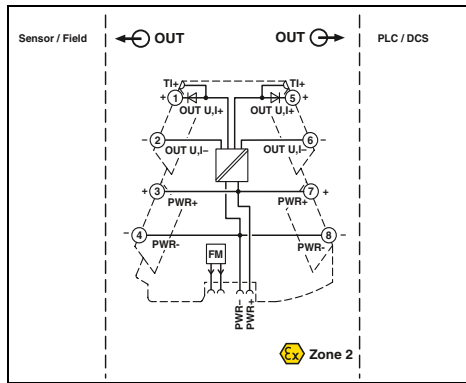 Sensor / Field
OUT
OUT
PLC / DCS
TI+
TI+
+ 1
5 +
OUT U,I+
OUT U,I+
– 2
6 –
OUT U,I–
OUT U,I–
+ 3
7 +
PWR+
PWR+
– 4
8 –
PWR-
PWR-
FM
PWR–
PWR+
Ex Zone 2